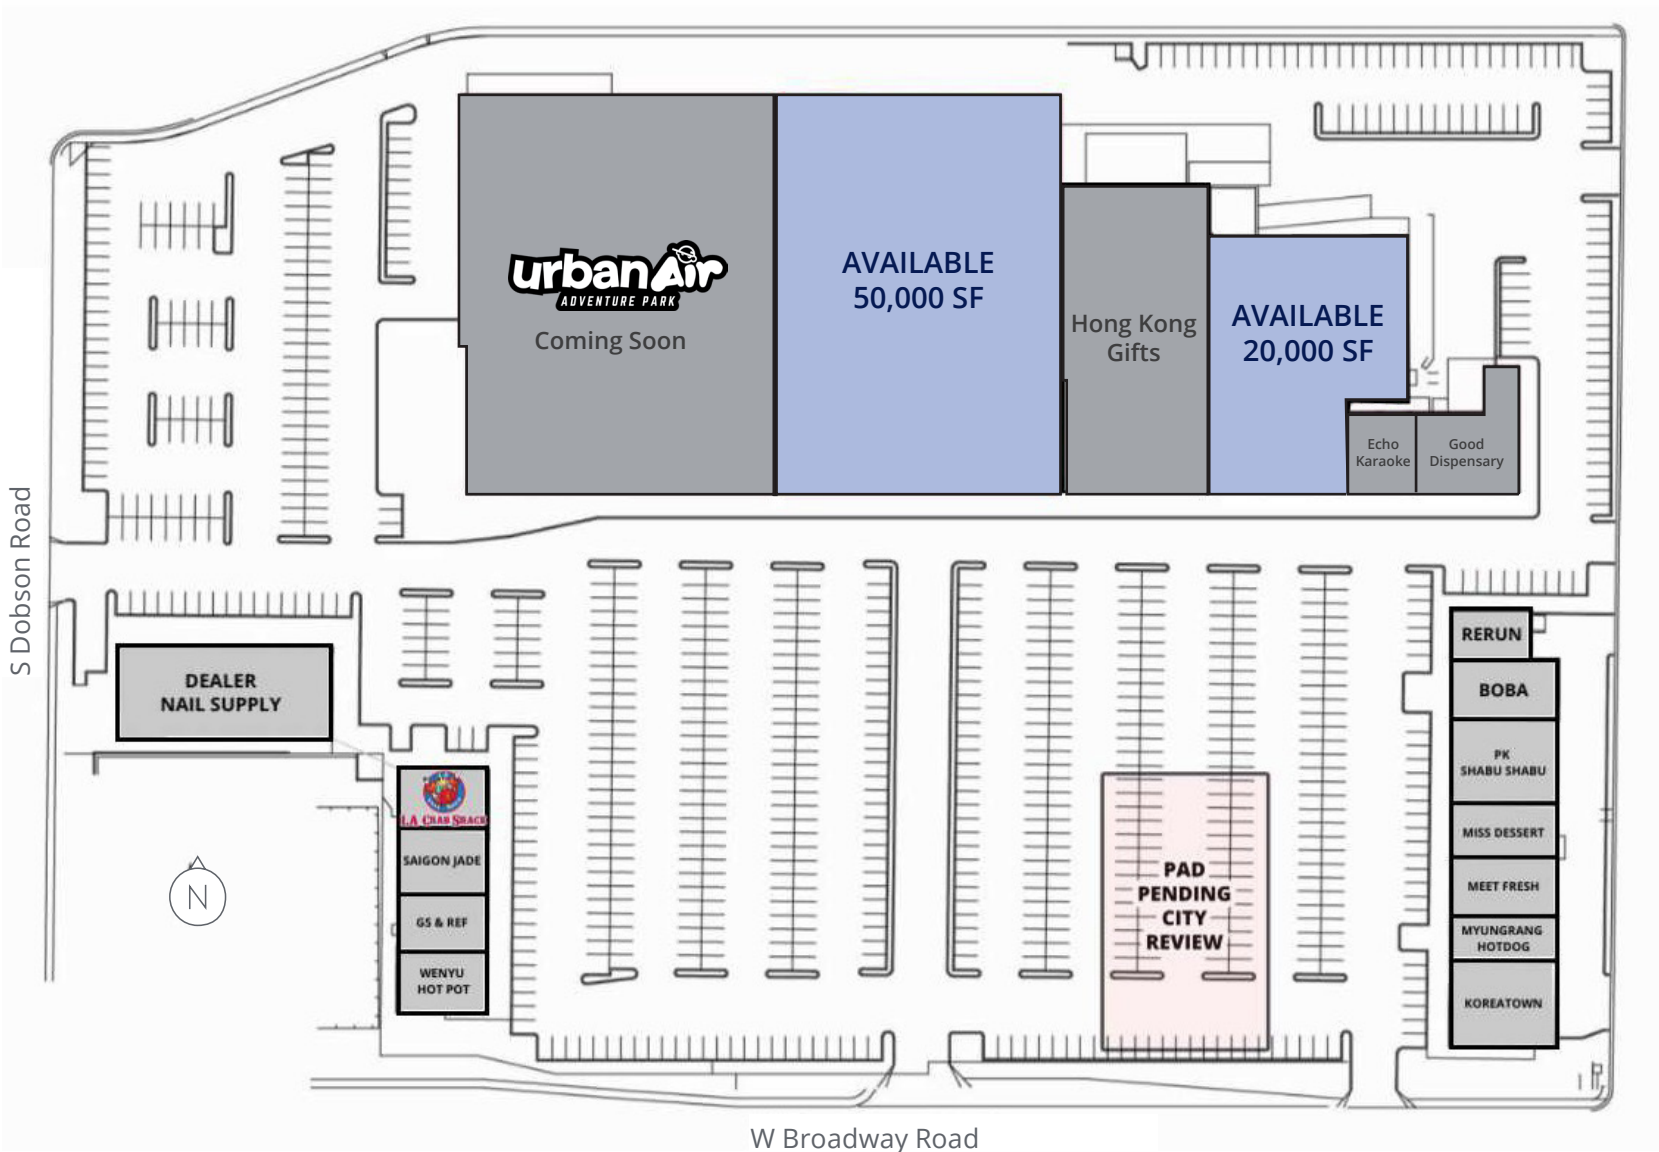 urbanAir
ADVENTURE PARK
Coming Soon
AVAILABLE
50,000 SF
Hong Kong
Gifts
AVAILABLE
20,000 SF
Echo
Karaoke
Good
Dispensary
S Dobson Road
DEALER
NAIL SUPPLY
LA CRAB SHACK
SAIGON JADE
GS & REF
WENYU
HOT POT
N
PAD
PENDING
CITY
REVIEW
RERUN
BOBA
PK
SHABU SHABU
MISS DESSERT
MEET FRESH
MYUNGRANG
HOTDOG
KOREATOWN
W Broadway Road